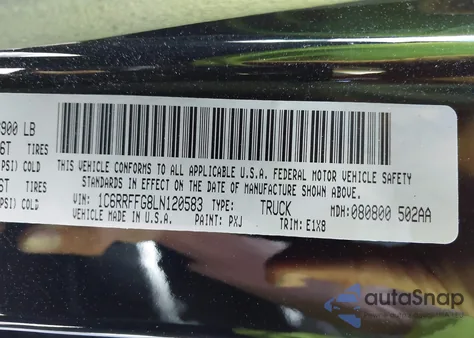 900 LB
6T TIRES
PSI) COLD
6T TIRES
PSI) COLD
THIS VEHICLE CONFORMS TO ALL APPLICABLE U.S.A. FEDERAL MOTOR VEHICLE SAFETY
STANDARDS IN EFFECT ON THE DATE OF MANUFACTURE SHOWN ABOVE.
VIN: 1C6RRFFG8LN120583 TYPE: TRUCK MDH: 080800 502AA
VEHICLE MADE IN U.S.A. PAINT: PXJ TRIM: E1X8
autoSnap